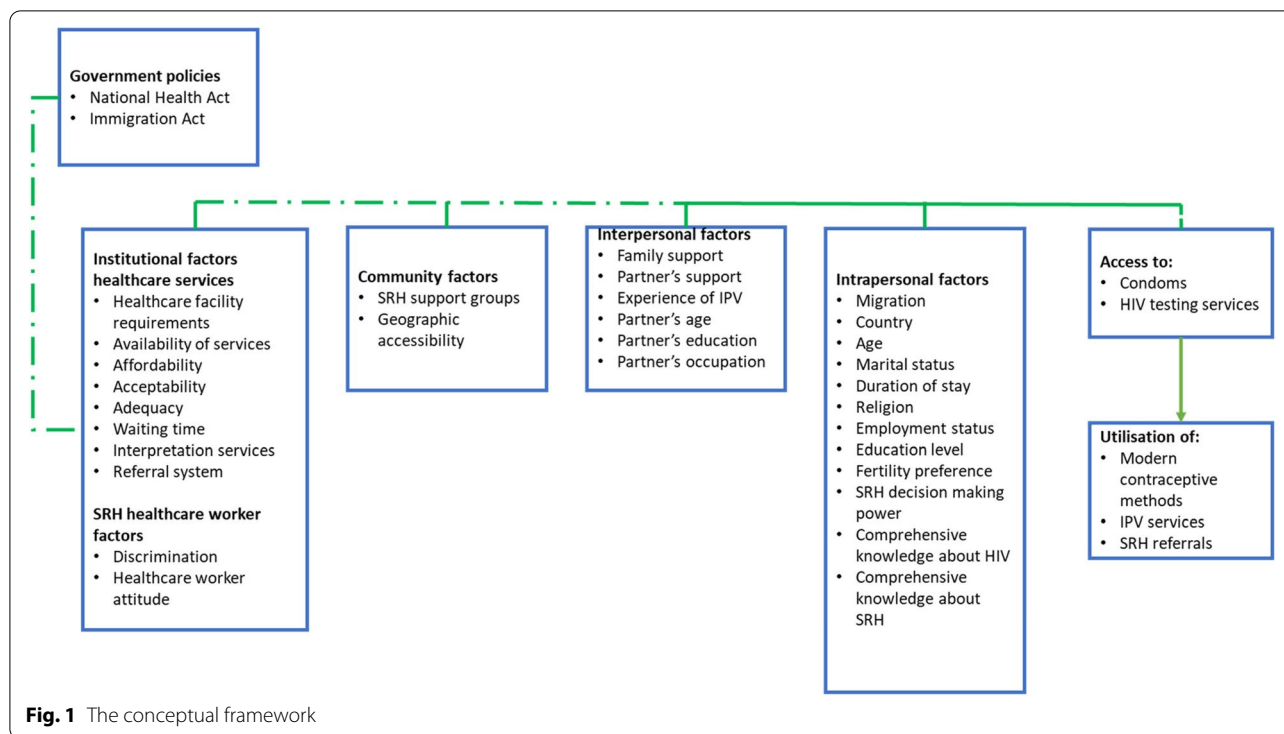 Government policies
• National Health Act
• Immigration Act
Institutional factors
healthcare services
• Healthcare facility
requirements
• Availability of services
• Affordability
• Acceptability
• Adequacy
• Waiting time
• Interpretation services
• Referral system
SRH healthcare worker
factors
• Discrimination
• Healthcare worker
attitude
Community factors
• SRH support groups
• Geographic
accessibility
Interpersonal factors
• Family support
• Partner's support
• Experience of IPV
• Partner's age
• Partner's education
• Partner's occupation
Intrapersonal factors
• Migration
• Country
• Age
• Marital status
• Duration of stay
• Religion
• Employment status
• Education level
• Fertility preference
• SRH decision making
power
• Comprehensive
knowledge about HIV
• Comprehensive
knowledge about
SRH
Access to:
• Condoms
• HIV testing services
Utilisation of:
• Modern
contraceptive
methods
• IPV services
• SRH referrals
Fig. 1 The conceptual framework